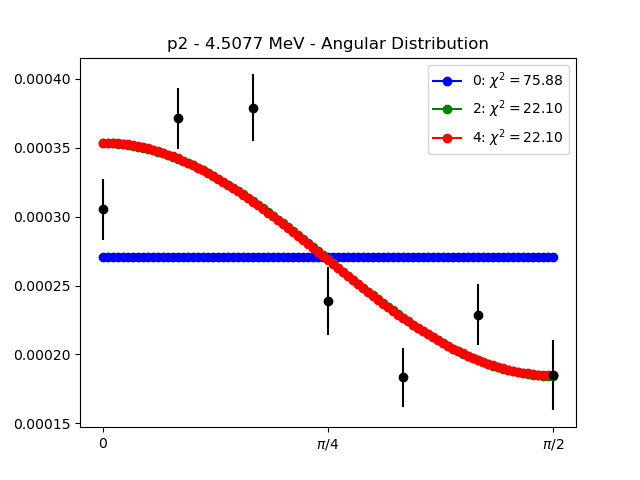 p2 - 4.5077 MeV - Angular Distribution
0.00040
0.00035
0.00030
0.00025
0.00020
0.00015
0: χ² = 75.88
2: χ² = 22.10
4: χ² = 22.10
0
π/4
π/2